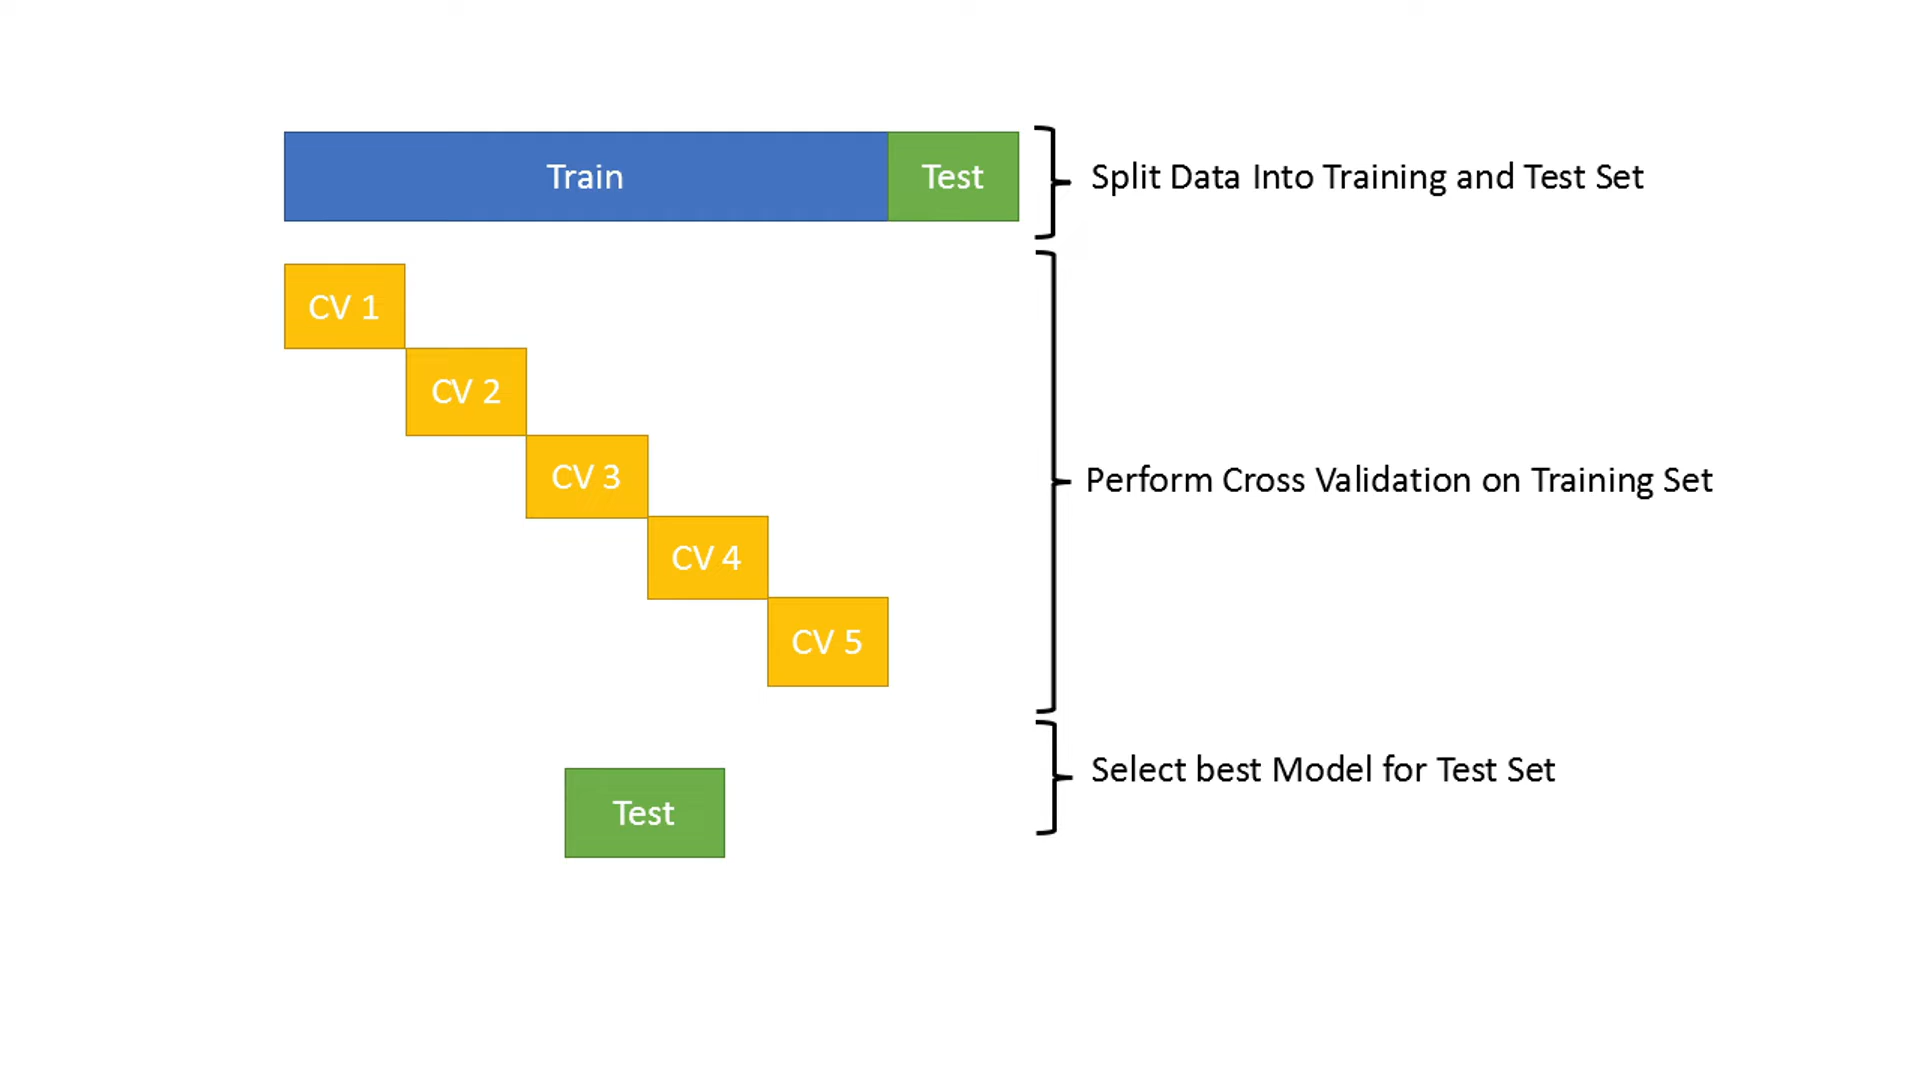 Train
Test
Split Data Into Training and Test Set
CV 1
CV 2
CV 3
Perform Cross Validation on Training Set
CV 4
CV 5
Select best Model for Test Set
Test